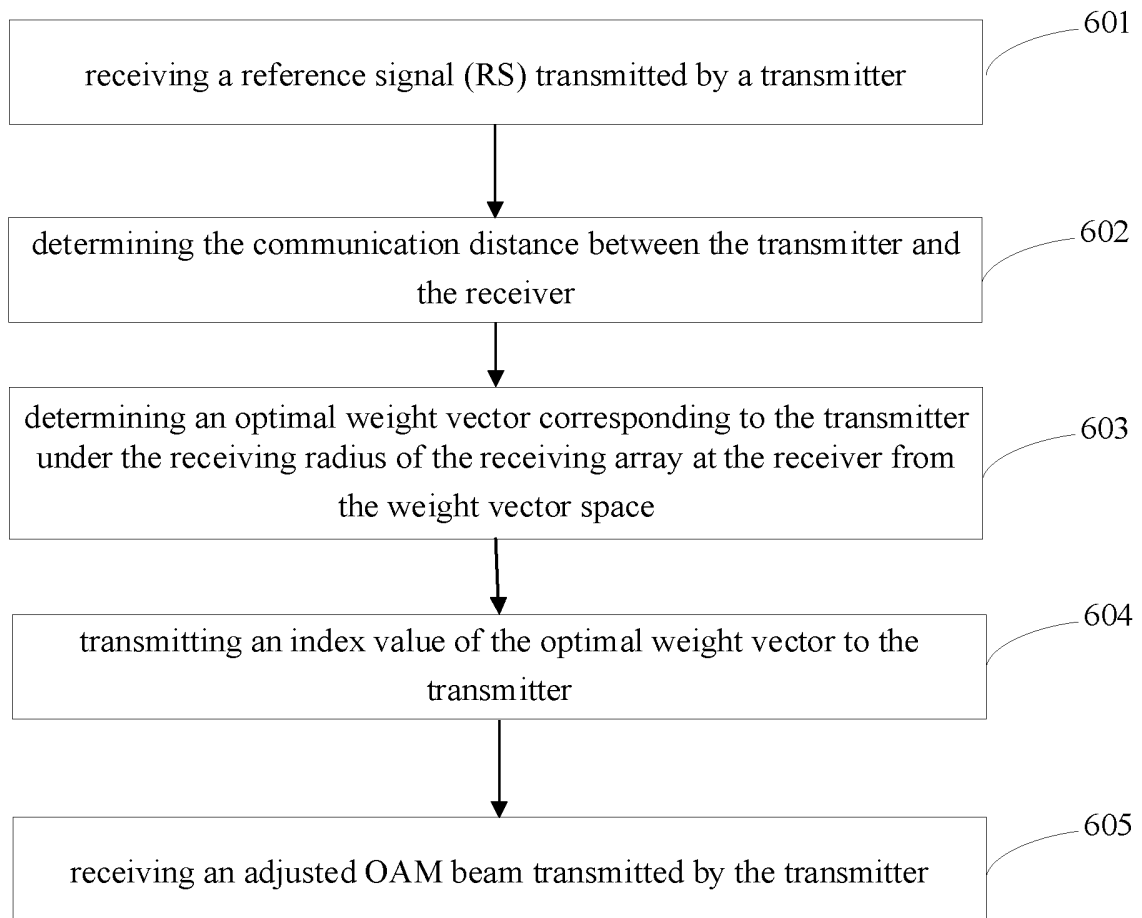 601
receiving a reference signal (RS) transmitted by a transmitter
602
determining the communication distance between the transmitter and
the receiver
603
determining an optimal weight vector corresponding to the transmitter
under the receiving radius of the receiving array at the receiver from
the weight vector space
604
transmitting an index value of the optimal weight vector to the
transmitter
605
receiving an adjusted OAM beam transmitted by the transmitter